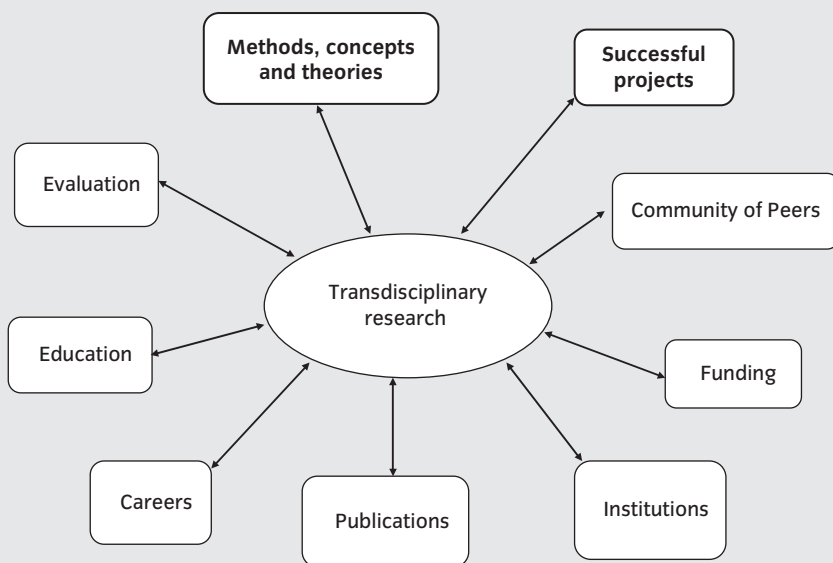 Methods, concepts
and theories
Successful
projects
Evaluation
Community of Peers
Transdisciplinary
research
Education
Funding
Careers
Publications
Institutions